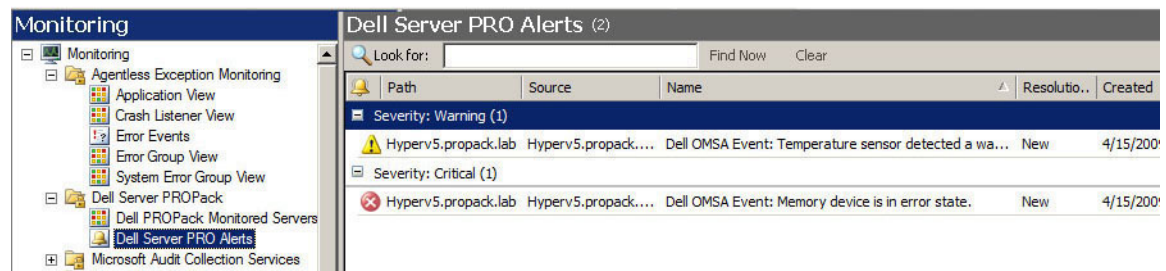 Monitoring
Monitoring
Agentless Exception Monitoring
Application View
Crash Listener View
Error Events
Error Group View
System Error Group View
Dell Server PROPack
Dell PROPack Monitored Servers
Dell Server PRO Alerts
Microsoft Audit Collection Services
Dell Server PRO Alerts (2)
Look for: Find Now Clear
Path Source Name Resolutio.. Created
Severity: Warning (1)
Hyperv5.propack.lab Hyperv5.propack.... Dell OMSA Event: Temperature sensor detected a wa... New 4/15/2009
Severity: Critical (1)
Hyperv5.propack.lab Hyperv5.propack.... Dell OMSA Event: Memory device is in error state. New 4/15/2009